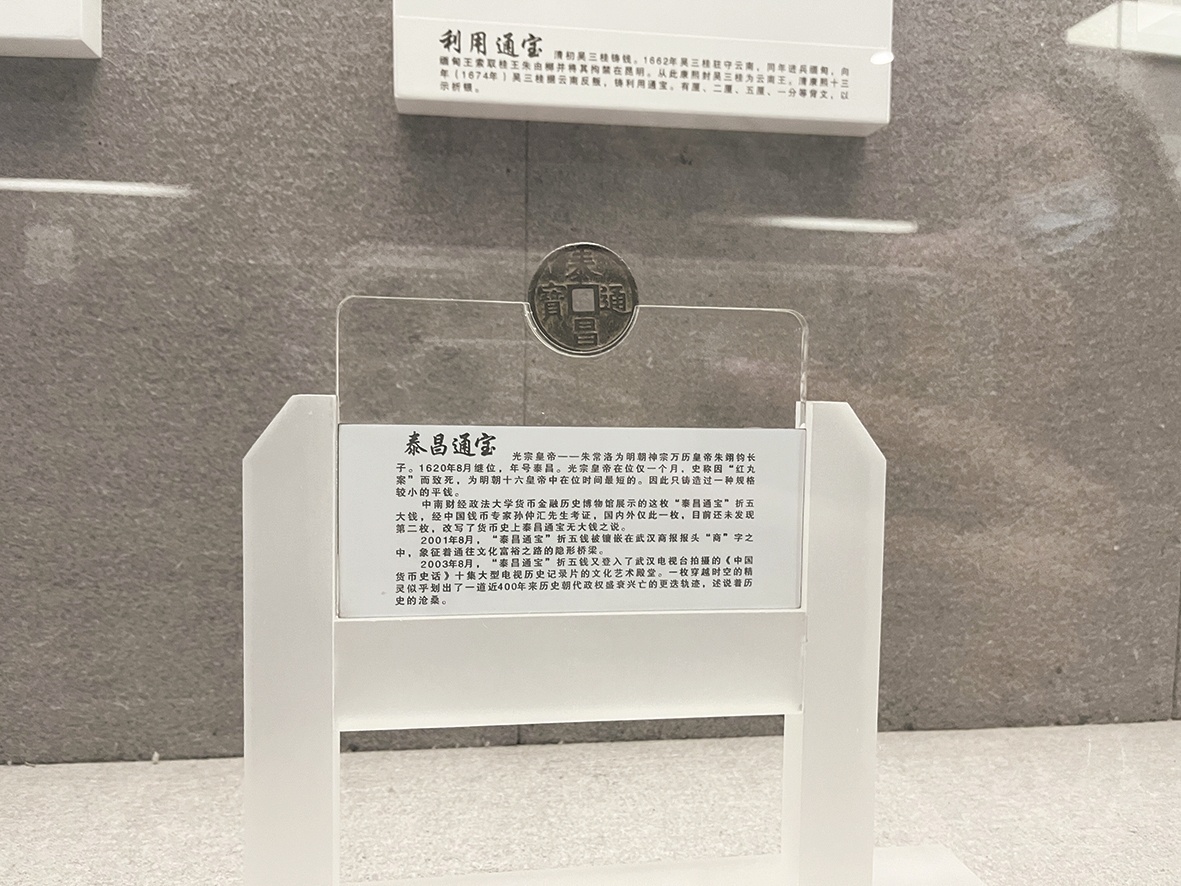 利用通宝 清初吴三桂铸钱。1662年吴三桂驻守云南，同年进兵缅甸，向
缅甸王索取桂王朱由榔并将其拘禁在昆明。从此康熙封吴三桂为云南王。清康熙十三
年（1674年）吴三桂据云南反叛，铸利用通宝。有厘、二厘、五厘、一分等背文，以
示折银。
泰
寶 通
昌
泰昌通宝 光宗皇帝——朱常洛为明朝神宗万历皇帝朱翊钧长
子。1620年8月继位，年号泰昌。光宗皇帝在位仅一个月，史称因“红丸
案”而致死，为明朝十六皇帝中在位时间最短的。因此只铸造过一种规格
较小的平钱。
中南财经政法大学货币金融历史博物馆展示的这枚“泰昌通宝”折五
大钱，经中国钱币专家孙仲汇先生考证，国内外仅此一枚，目前还未发现
第二枚，改写了货币史上泰昌通宝无大钱之说。
2001年8月，“泰昌通宝”折五钱被镶嵌在武汉商报报头“商”字之
中，象征着通往文化富裕之路的隐形桥梁。
2003年8月，“泰昌通宝”折五钱又登入了武汉电视台拍摄的《中国
货币史话》十集大型电视历史记录片的文化艺术殿堂。一枚穿越时空的精
灵似乎划出了一道近400年来历史朝代政权盛衰兴亡的更迭轨迹，述说着历
史的沧桑。